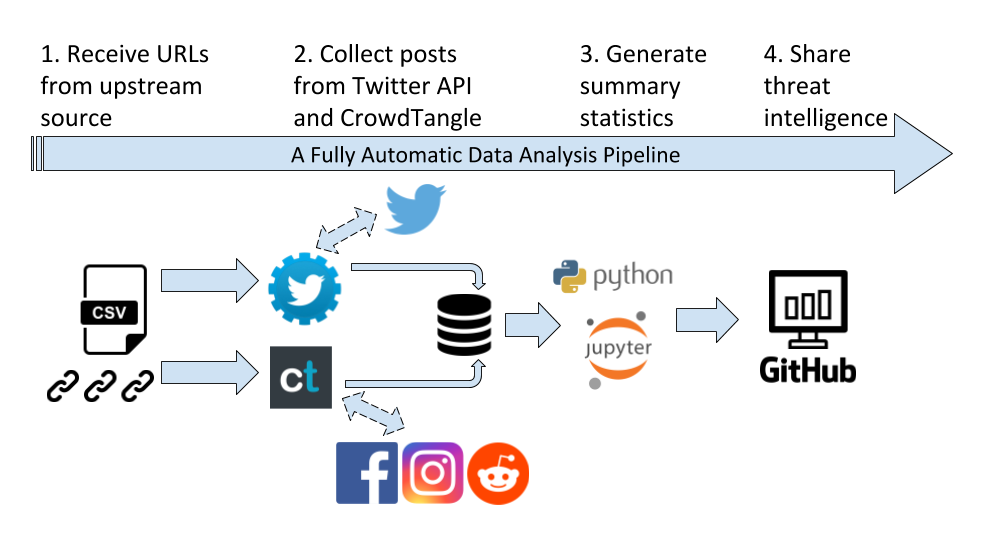 1. Receive URLs
from upstream
source
2. Collect posts
from Twitter API
and CrowdTangle
3. Generate
summary
statistics
4. Share
threat
intelligence
A Fully Automatic Data Analysis Pipeline
CSV
ct
f
python
jupyter
GitHub